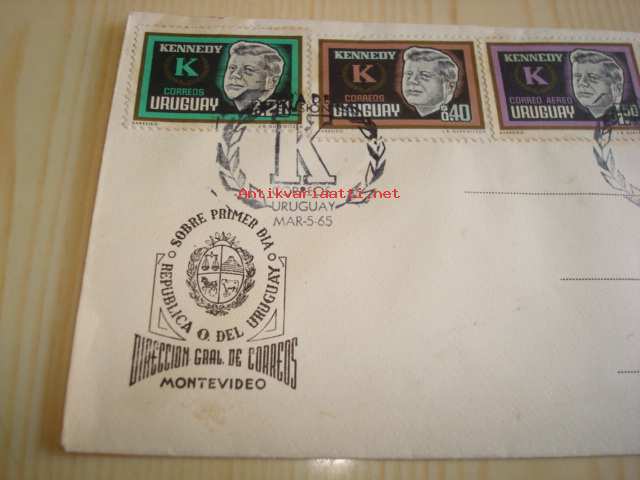 KENNEDY
K
CORREOS
URUGUAY
KENNEDY
K
CORREOS
URUGUAY
6.40
KENNEDY
K
CORREO AEREO
URUGUAY
K
URUGUAY
MAR-5-65
Antikvariaatti.net
SOBRE PRIMER DIA
REPUBLICA O. DEL URUGUAY
DIRECCION GRAL. DE CORREOS
MONTEVIDEO